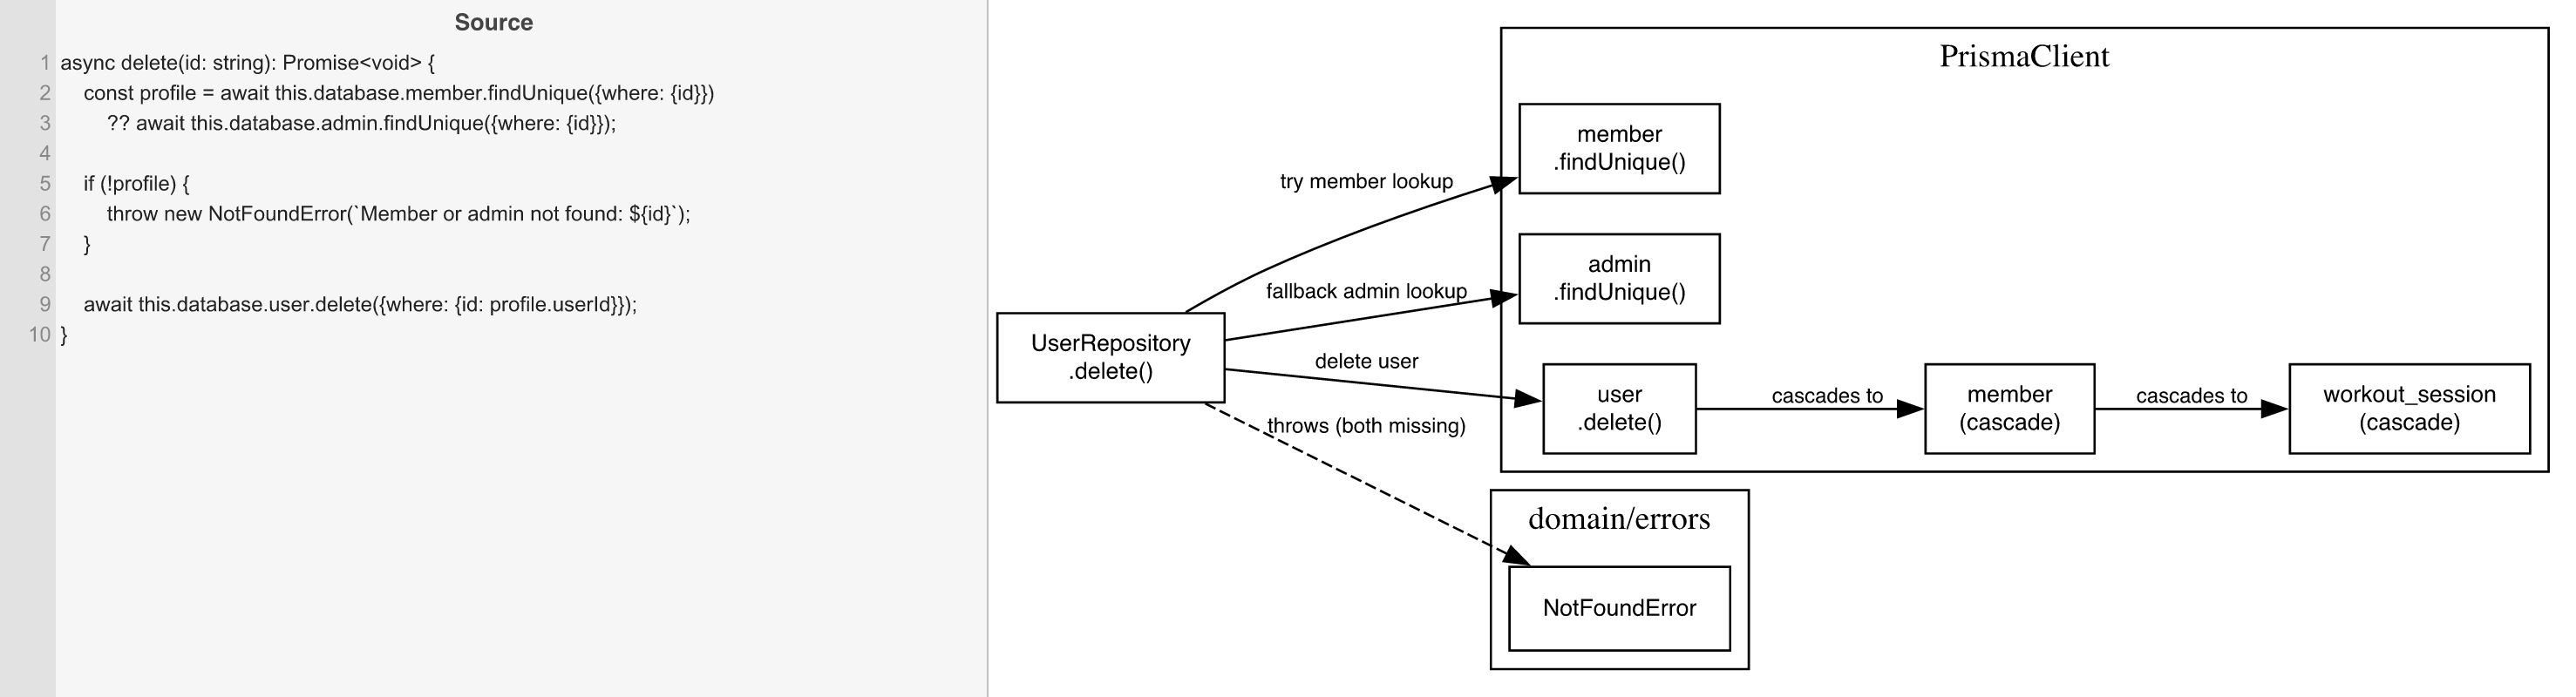 Source
1 async delete(id: string): Promise<void> {
2 const profile = await this.database.member.findUnique({where: {id}})
3 ?? await this.database.admin.findUnique({where: {id}});
4
5 if (!profile) {
6 throw new NotFoundError(`Member or admin not found: ${id}`);
7 }
8
9 await this.database.user.delete({where: {id: profile.userId}});
10 }
PrismaClient
member
.findUnique()
try member lookup
admin
.findUnique()
fallback admin lookup
UserRepository
.delete()
delete user
user
.delete()
cascades to
member
(cascade)
cascades to
workout_session
(cascade)
throws (both missing)
domain/errors
NotFoundError